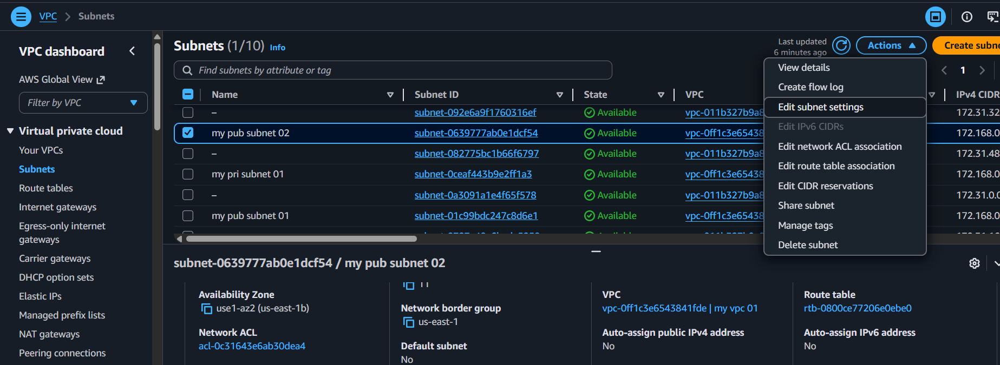 VPC > Subnets
VPC dashboard
AWS Global View
Filter by VPC
Virtual private cloud
Your VPCs
Subnets
Route tables
Internet gateways
Egress-only internet
gateways
Carrier gateways
DHCP option sets
Elastic IPs
Managed prefix lists
NAT gateways
Peering connections
Subnets (1/10) Info
Last updated
6 minutes ago
Actions
Create subne
Find subnets by attribute or tag
1
Name Subnet ID State VPC IPv4 CIDR
– subnet-092e6a9f1760316ef Available vpc-011b327b9a8 172.31.32
my pub subnet 02 subnet-0639777ab0e1dcf54 Available vpc-0ff1c3e65438 172.168.0
– subnet-082775bc1b66f6797 Available vpc-011b327b9a8 172.31.48
my pri subnet 01 subnet-0ceaf443b9e2ff1a3 Available vpc-0ff1c3e65438 172.168.0
– subnet-0a3091a1e4f65f578 Available vpc-011b327b9a8 172.31.0.0
my pub subnet 01 subnet-01c99bdc247c8d6e1 Available vpc-0ff1c3e65438 172.168.0
View details
Create flow log
Edit subnet settings
Edit IPv6 CIDRs
Edit network ACL association
Edit route table association
Edit CIDR reservations
Share subnet
Manage tags
Delete subnet
subnet-0639777ab0e1dcf54 / my pub subnet 02
Availability Zone
use1-az2 (us-east-1b)
Network ACL
acl-0c31643e6ab30dea4
Network border group
us-east-1
Default subnet
No
VPC
vpc-0ff1c3e6543841fde | my vpc 01
Auto-assign public IPv4 address
No
Route table
rtb-0800ce77206e0ebe0
Auto-assign IPv6 address
No